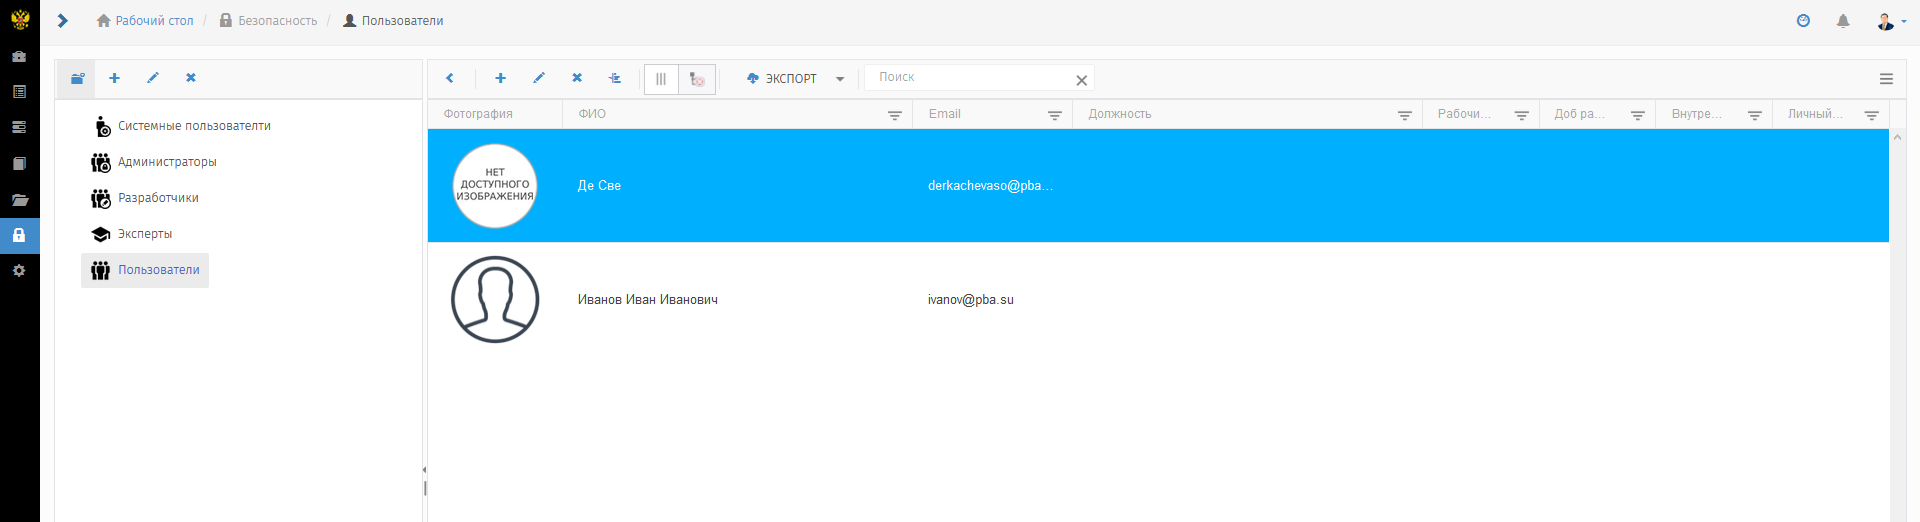 Рабочий стол / Безопасность / Пользователи
ЭКСПОРТ Поиск
Системные пользователти
Администраторы
Разработчики
Эксперты
Пользователи
Фотография ФИО Email Должность Рабочи... Доб ра... Внутре... Личный...
НЕТ
ДОСТУПНОГО
ИЗОБРАЖЕНИЯ
Де Све derkachevaso@pba...
Иванов Иван Иванович ivanov@pba.su